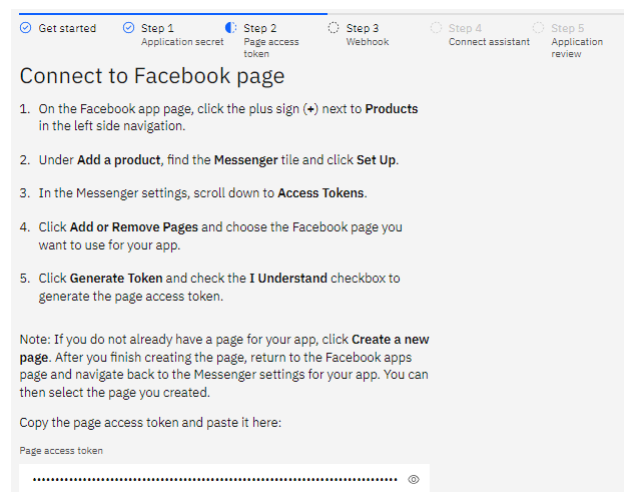 Get started
Step 1
Application secret
Step 2
Page access
token
Step 3
Webhook
Step 4
Connect assistant
Step 5
Application
review
Connect to Facebook page
1. On the Facebook app page, click the plus sign (+) next to Products
in the left side navigation.
2. Under Add a product, find the Messenger tile and click Set Up.
3. In the Messenger settings, scroll down to Access Tokens.
4. Click Add or Remove Pages and choose the Facebook page you
want to use for your app.
5. Click Generate Token and check the I Understand checkbox to
generate the page access token.
Note: If you do not already have a page for your app, click Create a new
page. After you finish creating the page, return to the Facebook apps
page and navigate back to the Messenger settings for your app. You can
then select the page you created.
Copy the page access token and paste it here:
Page access token